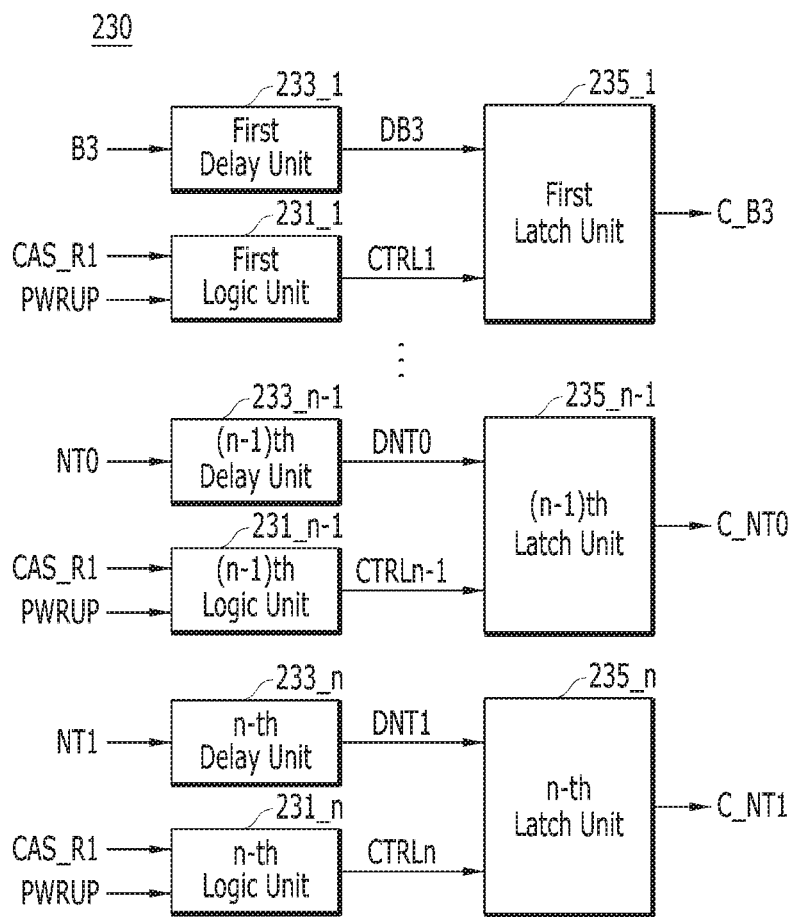 230
233_1
235_1
B3
First
Delay Unit
DB3
231_1
First
Latch Unit
C_B3
CAS_R1
PWRUP
First
Logic Unit
CTRL1
233_n-1
235_n-1
NT0
(n-1)th
Delay Unit
DNT0
231_n-1
(n-1)th
Latch Unit
C_NT0
CAS_R1
PWRUP
(n-1)th
Logic Unit
CTRLn-1
233_n
235_n
NT1
n-th
Delay Unit
DNT1
231_n
n-th
Latch Unit
C_NT1
CAS_R1
PWRUP
n-th
Logic Unit
CTRLn